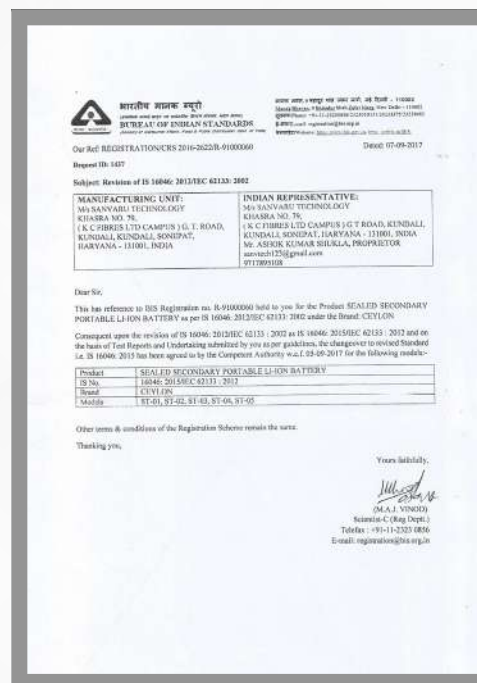 भारतीय मानक ब्यूरो
BUREAU OF INDIAN STANDARDS
Our Ref: REGISTRATION/CRS 2016-2622/R-91000060
Dated: 07-09-2017
Request ID: 1437
Subject: Revision of IS 16046: 2012/IEC 62133: 2002
MANUFACTURING UNIT:
M/s SANVARU TECHNOLOGY
KHASRA NO. 79,
( K C FIBRES LTD CAMPUS ) G. T. ROAD,
KUNDALI, KUNDALI, SONEPAT,
HARYANA - 131001, INDIA
INDIAN REPRESENTATIVE:
M/s SANVARU TECHNOLOGY
KHASRA NO. 79,
( K C FIBRES LTD CAMPUS ) G T ROAD, KUNDALI,
KUNDALI, SONEPAT, HARYANA - 131001, INDIA
Mr. ASHOK KUMAR SHUKLA, PROPRIETOR
9717895108
Dear Sir,
This has reference to BIS Registration no. R-91000060 held to you for the Product SEALED SECONDARY
PORTABLE LI-ION BATTERY as per IS 16046: 2012/IEC 62133: 2002 under the Brand: CEYLON
Consequent upon the revision of IS 16046: 2012/IEC 62133 : 2002 as IS 16046: 2015/IEC 62133 : 2012 and on
the basis of Test Reports and Undertaking submitted by you as per guidelines, the changeover to revised Standard
i.e. IS 16046: 2015 has been agreed to by the Competent Authority w.e.f. 05-09-2017 for the following models:-
Product SEALED SECONDARY PORTABLE LI-ION BATTERY
IS No. 16046: 2015/IEC 62133 : 2012
Brand CEYLON
Models ST-01, ST-02, ST-03, ST-04, ST-05
Other terms & conditions of the Registration Scheme remain the same.
Thanking you,
Yours faithfully,
(M.A.J. VINOD)
Scientist-C (Reg Deptt.)
Telefax : +91-11-2323 0856
E-mail: registration@bis.org.in